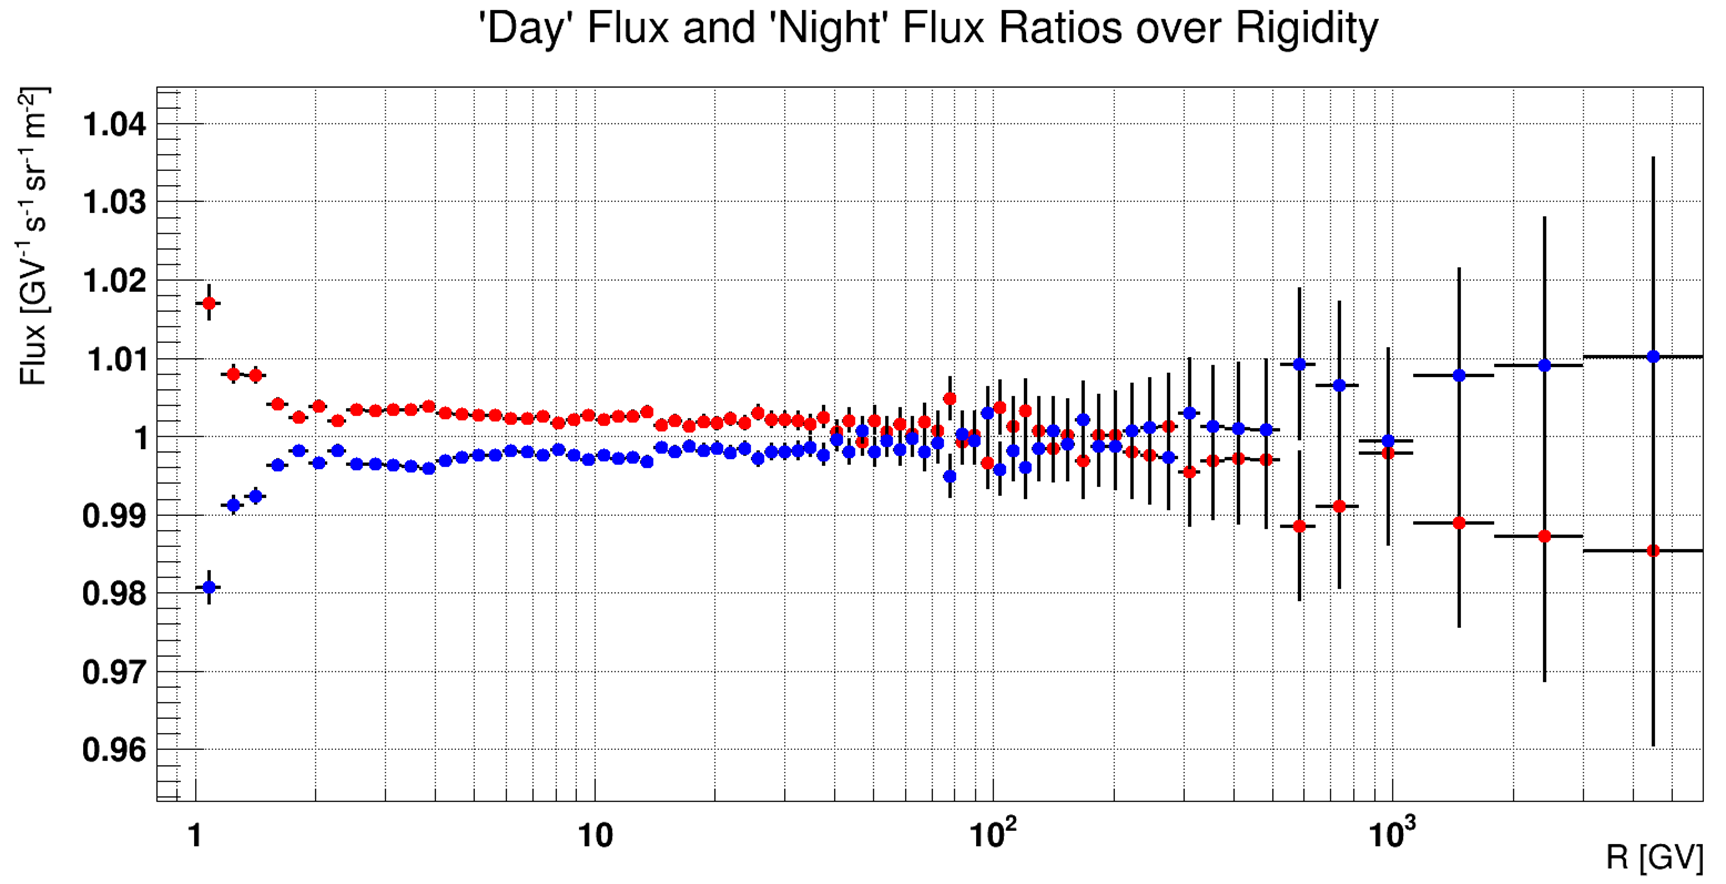 'Day' Flux and 'Night' Flux Ratios over Rigidity
Flux [GV⁻¹ s⁻¹ sr⁻¹ m⁻²]
1.04
1.03
1.02
1.01
1
0.99
0.98
0.97
0.96
1 10 10² 10³
R [GV]